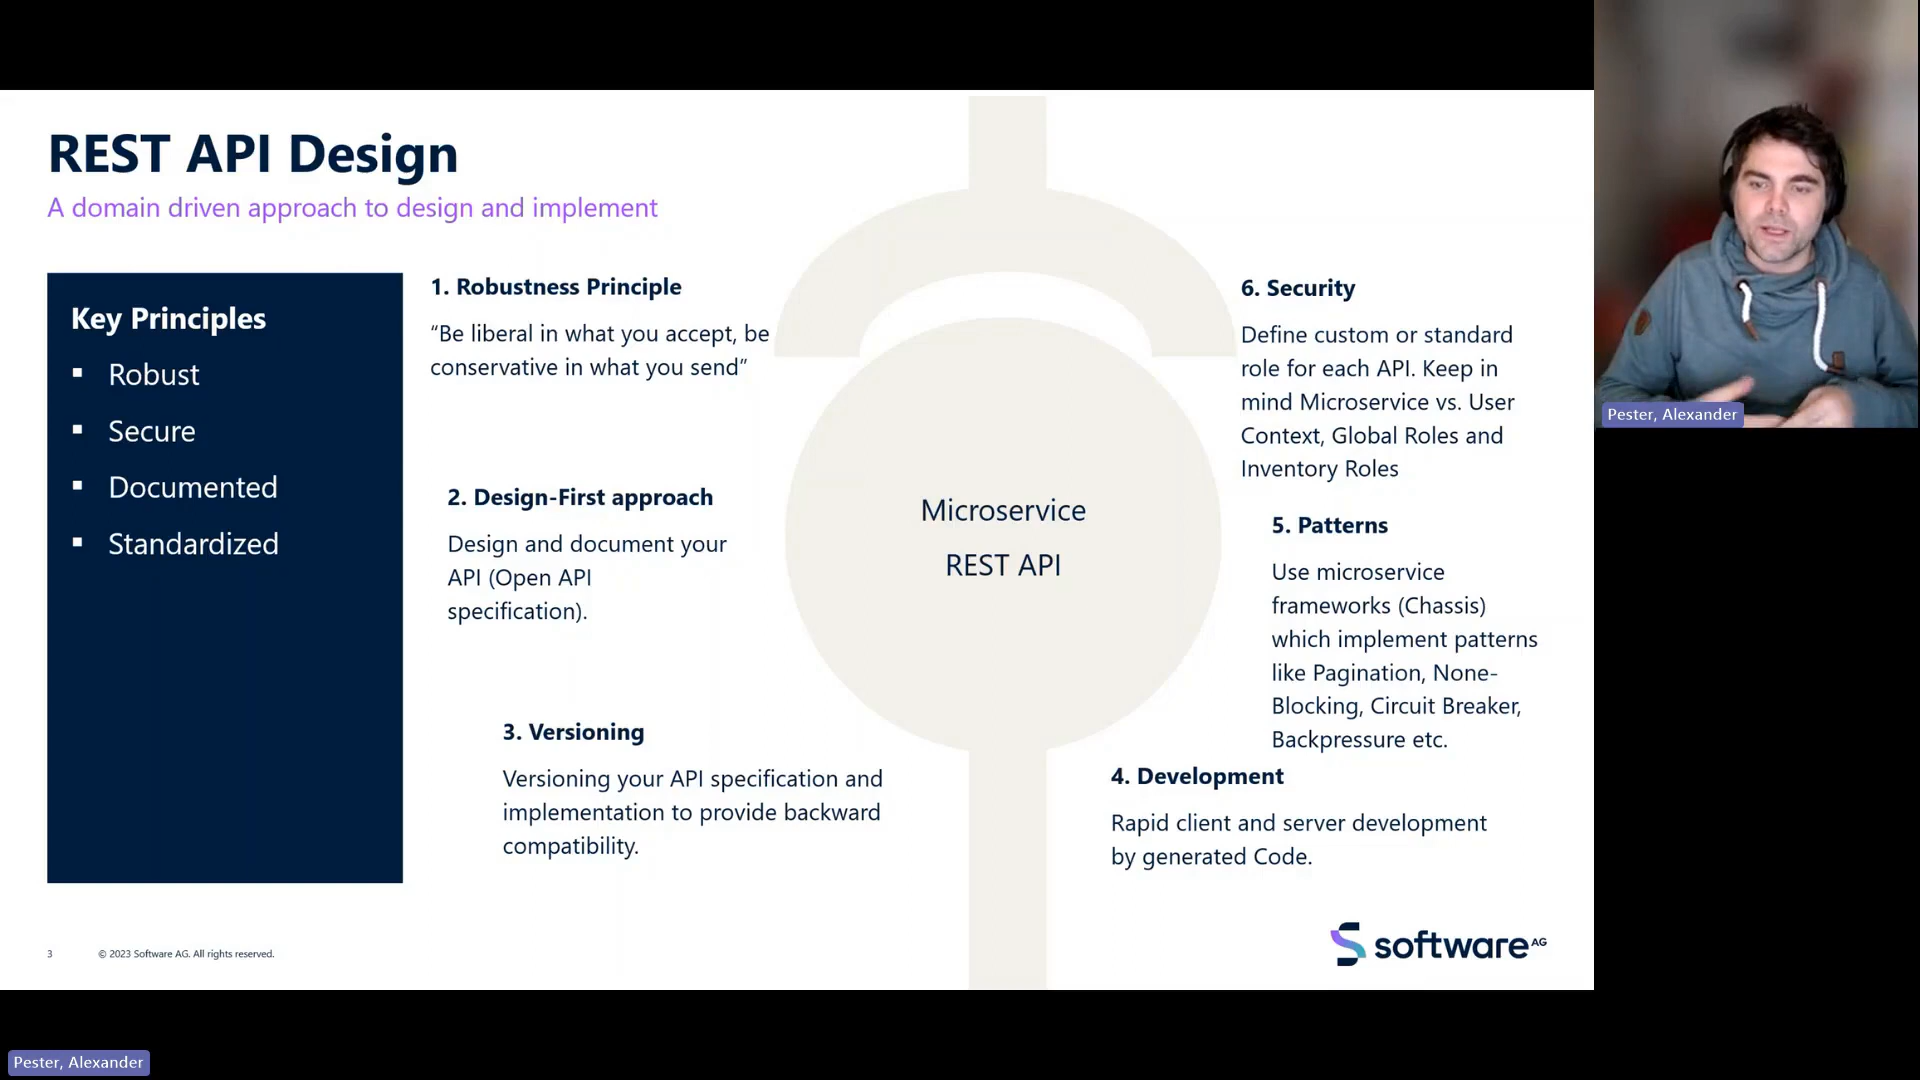 REST API Design
A domain driven approach to design and implement
Key Principles
▪ Robust
▪ Secure
▪ Documented
▪ Standardized
1. Robustness Principle
“Be liberal in what you accept, be
conservative in what you send”
2. Design-First approach
Design and document your
API (Open API
specification).
3. Versioning
Versioning your API specification and
implementation to provide backward
compatibility.
Microservice
REST API
6. Security
Define custom or standard
role for each API. Keep in
mind Microservice vs. User
Context, Global Roles and
Inventory Roles
5. Patterns
Use microservice
frameworks (Chassis)
which implement patterns
like Pagination, None-
Blocking, Circuit Breaker,
Backpressure etc.
4. Development
Rapid client and server development
by generated Code.
3
© 2023 Software AG. All rights reserved.
software AG
Pester, Alexander
Pester, Alexander